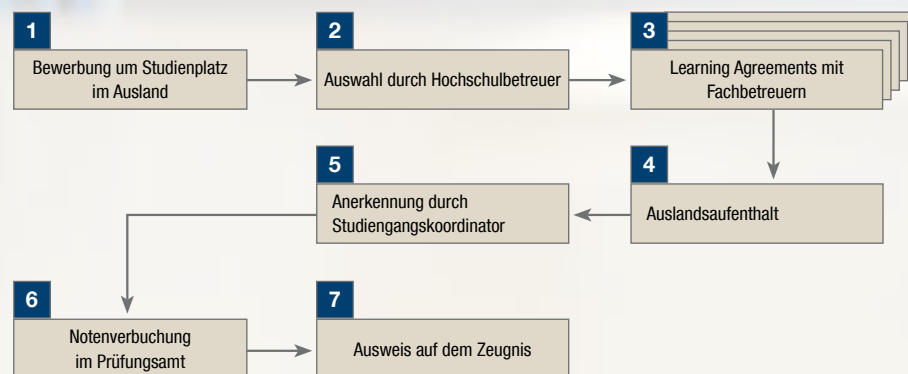 1
Bewerbung um Studienplatz
im Ausland
2
Auswahl durch Hochschulbetreuer
3
Learning Agreements mit
Fachbetreuern
4
Auslandsaufenthalt
5
Anerkennung durch
Studiengangskoordinator
6
Notenverbuchung
im Prüfungsamt
7
Ausweis auf dem Zeugnis